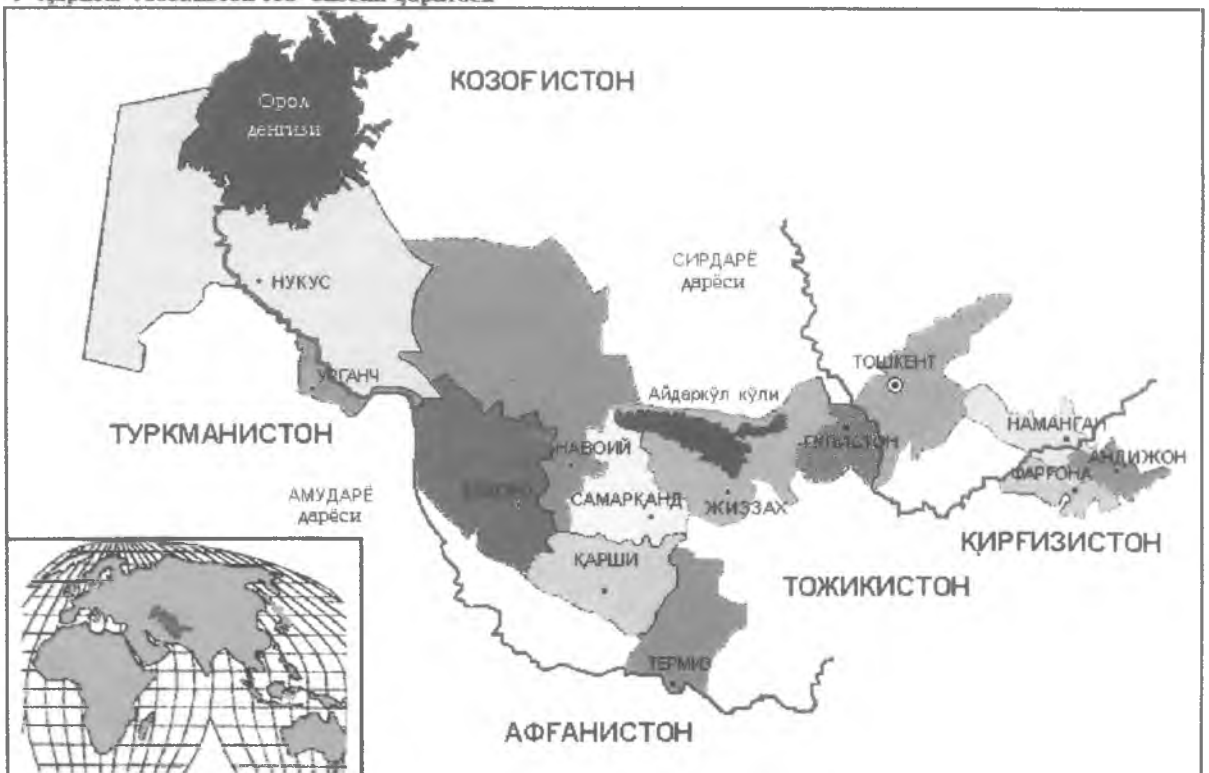 КОЗОҒИСТОН
Орол
денгизи
СИРДАРЁ
дарёси
НУКУС
ТОШКЕНТ
УРГАНЧ
Айдаркўл кўли
ТУРКМАНИСТОН
НАМАНГАН
НАВОИЙ
АНДИЖОН
ФАРҒОНА
АМУДАРЁ
дарёси
САМАРҚАНД
ЖИЗЗАХ
ҚИРҒИЗИСТОН
ҚАРШИ
ТОЖИКИСТОН
ТЕРМИЗ
АФҒАНИСТОН